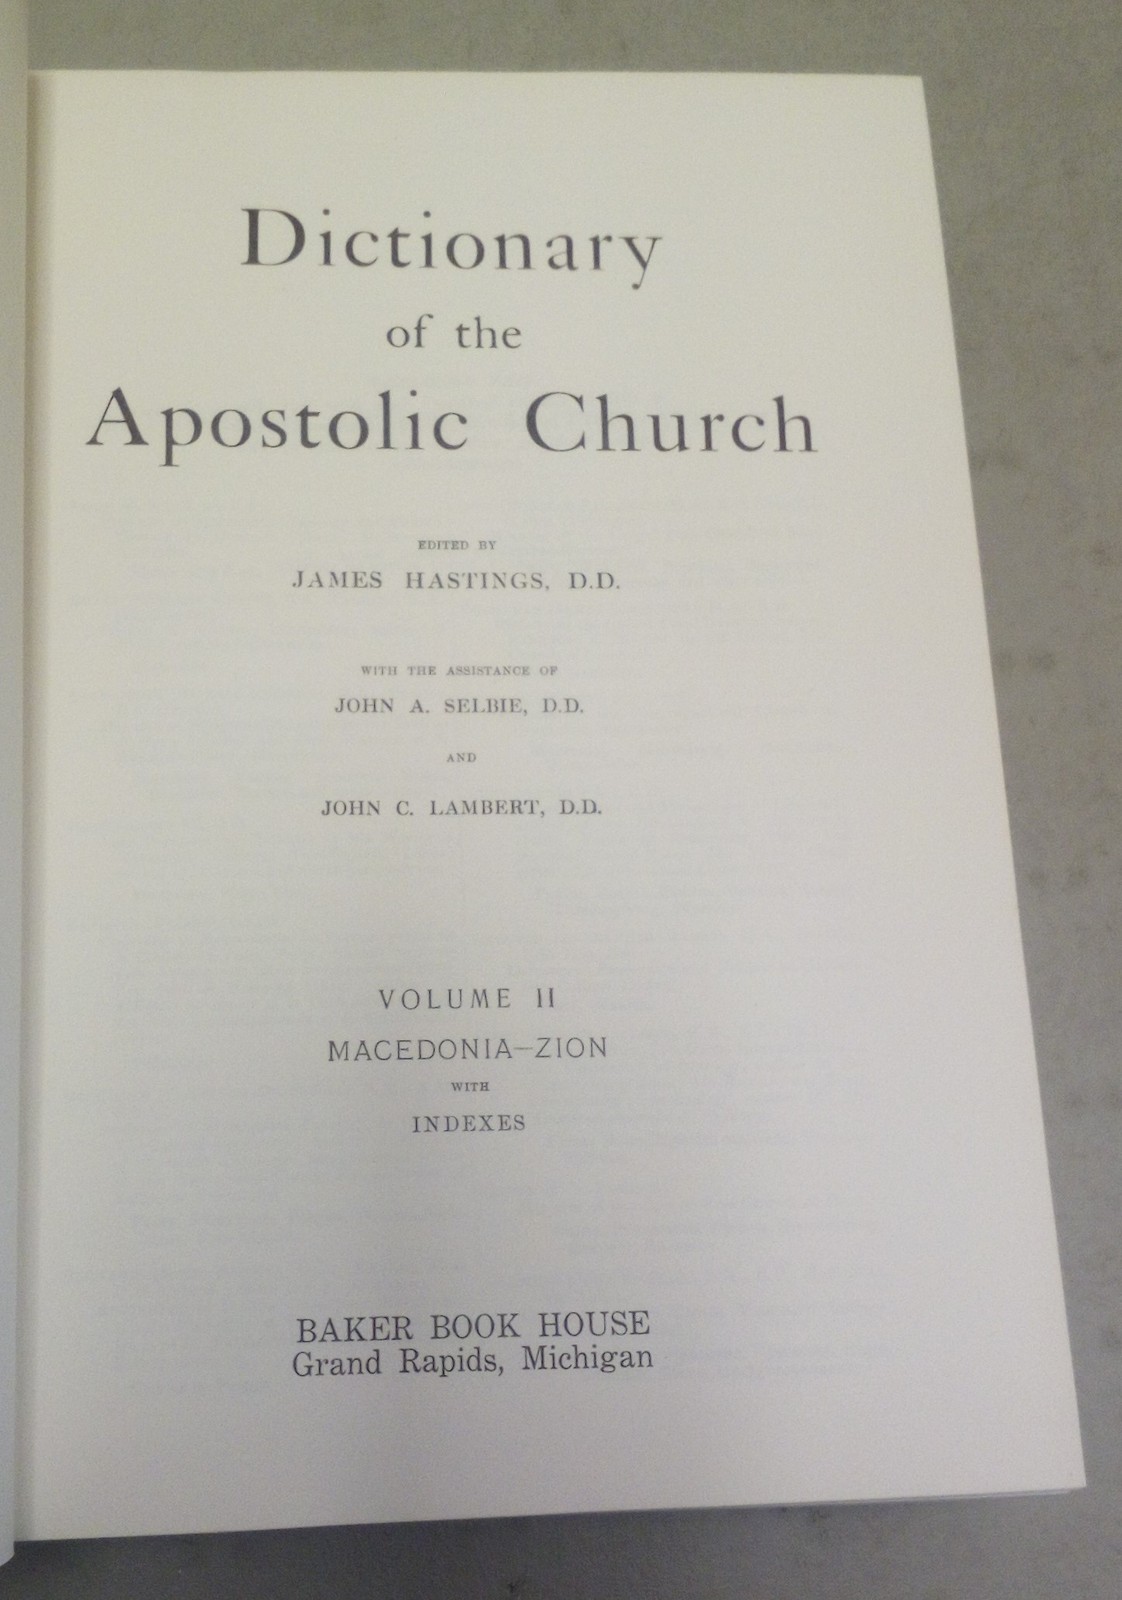 Dictionary
of the
Apostolic Church
EDITED BY
JAMES HASTINGS, D.D.
WITH THE ASSISTANCE OF
JOHN A. SELBIE, D.D.
AND
JOHN C. LAMBERT, D.D.
VOLUME II
MACEDONIA—ZION
WITH
INDEXES
BAKER BOOK HOUSE
Grand Rapids, Michigan